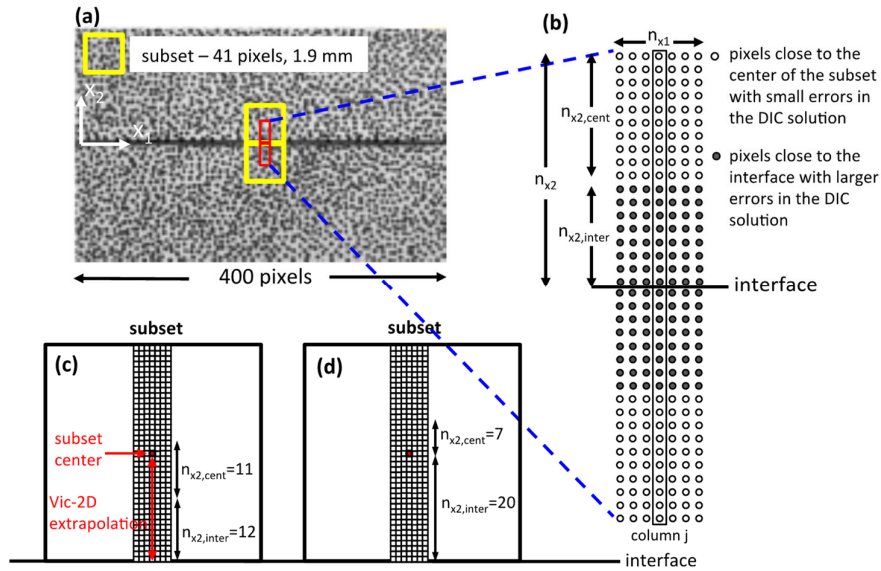 (a)
subset – 41 pixels, 1.9 mm
x2
x1
400 pixels
(b)
nx1
nx2,cent
nx2
nx2,inter
interface
column j
pixels close to the
center of the subset
with small errors in
the DIC solution
pixels close to the
interface with larger
errors in the DIC
solution
subset
(c)
subset
center
Vic-2D
extrapolation
nx2,cent=11
nx2,inter=12
subset
(d)
nx2,cent=7
nx2,inter=20
interface